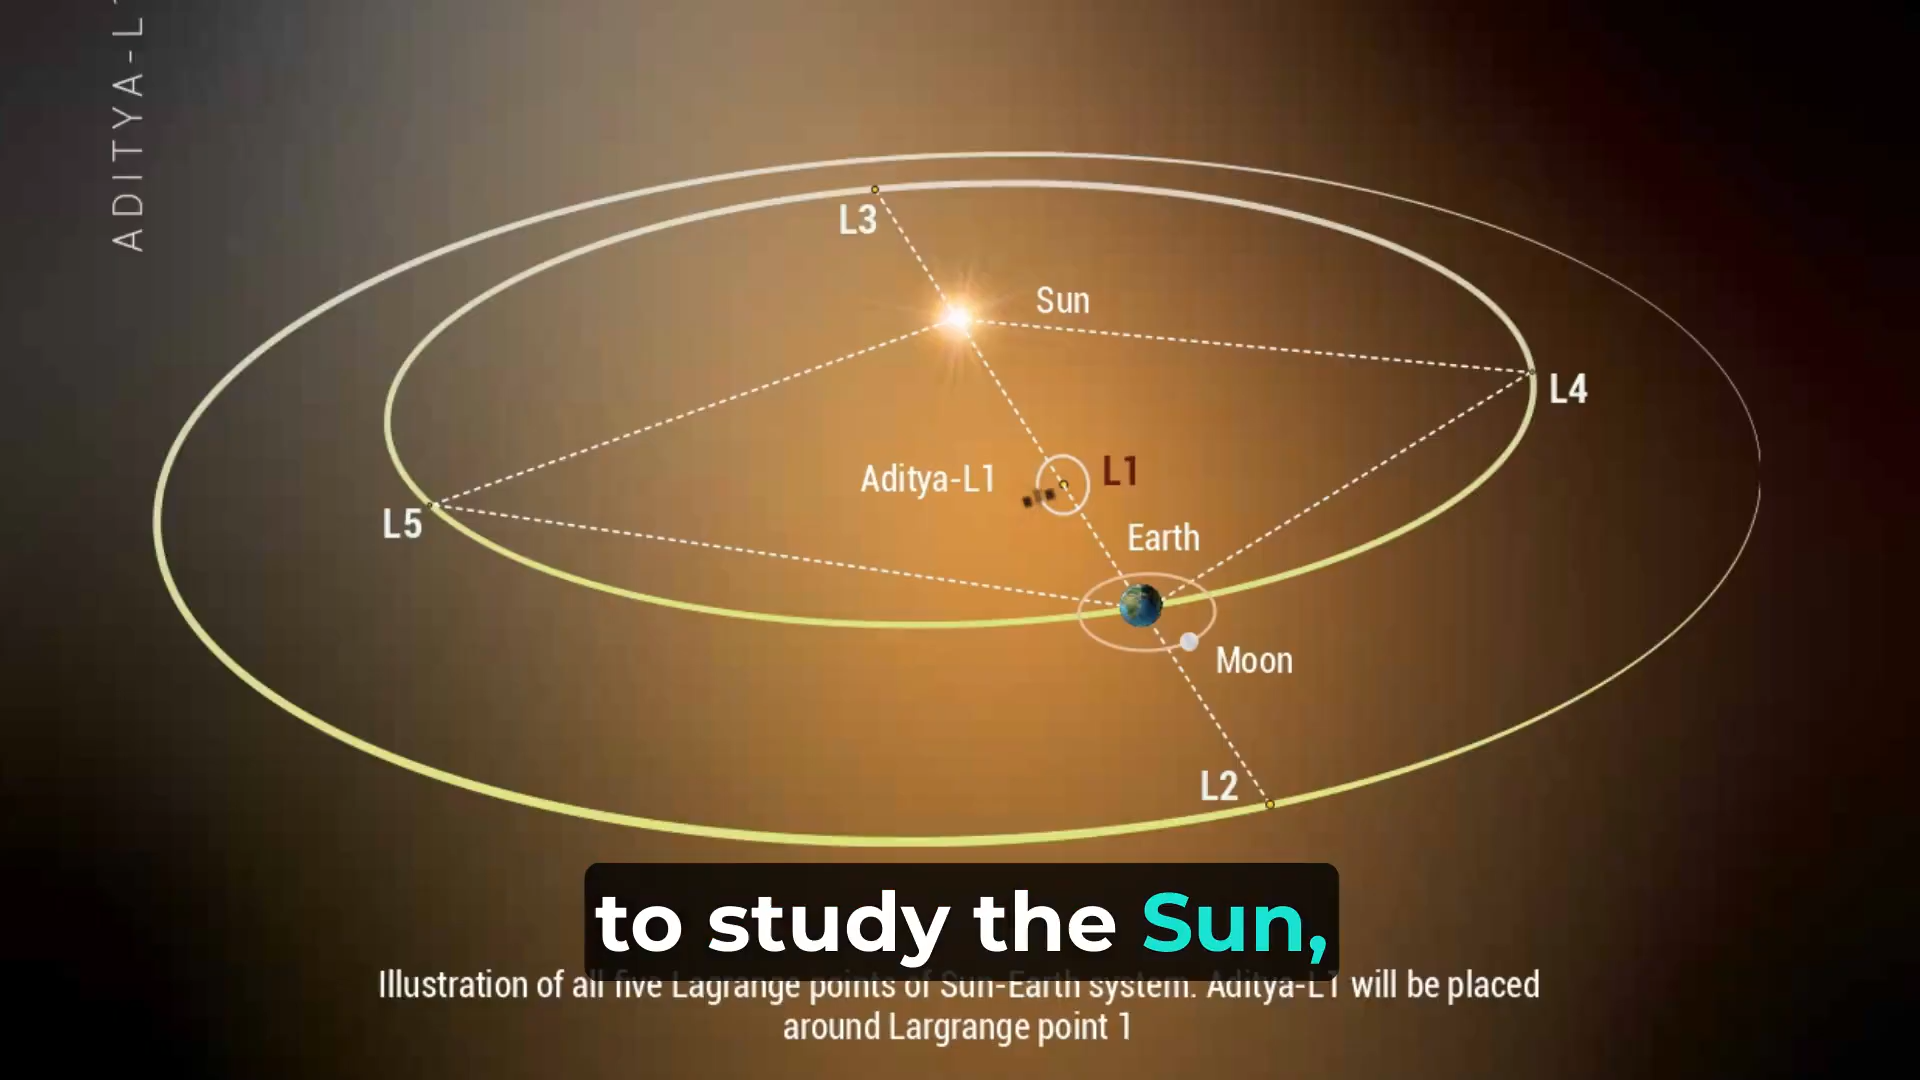 ADITYA-L1
L3
Sun
L4
Aditya-L1
L1
L5
Earth
Moon
L2
to study the Sun,
Illustration of all five Lagrange points of Sun-Earth system. Aditya-L1 will be placed
around Largrange point 1